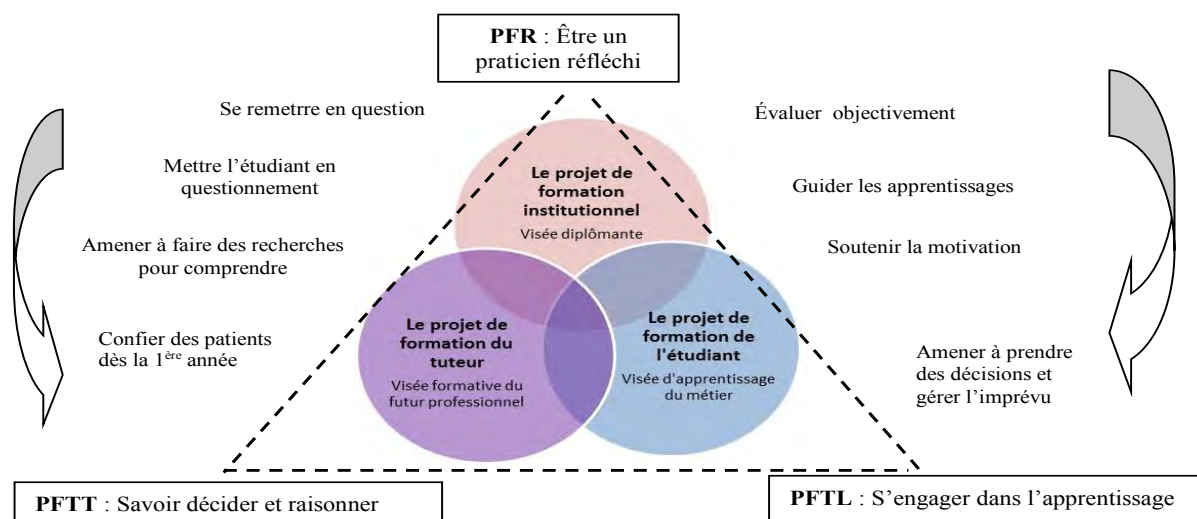 PFR : Être un
praticien réfléchi
Se remetrre en question
Mettre l'étudiant en
questionnement
Amener à faire des recherches
pour comprendre
Confier des patients
dès la 1ère année
Le projet de
formation
institutionnel
Visée diplômante
Le projet de
formation du
tuteur
Visée formative du
futur professionnel
Le projet de
formation de
l'étudiant
Visée d'apprentissage
du métier
Évaluer objectivement
Guider les apprentissages
Soutenir la motivation
Amener à prendre
des décisions et
gérer l'imprévu
PFTT : Savoir décider et raisonner
PFTL : S'engager dans l'apprentissage